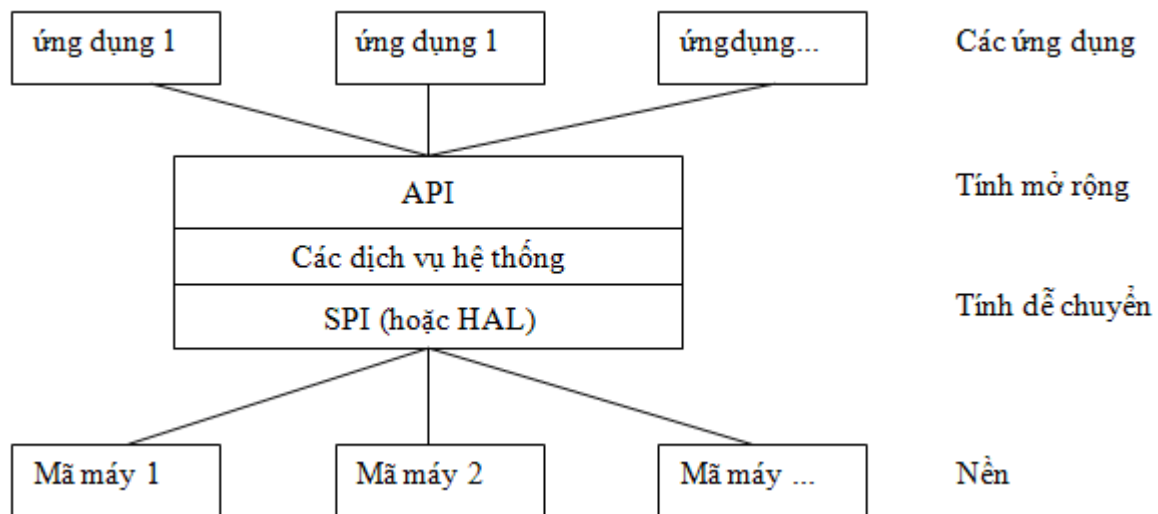 ứng dụng 1
ứng dụng 1
ứngdụng...
Các ứng dụng
API
Tính mở rộng
Các dịch vụ hệ thống
SPI (hoặc HAL)
Tính dễ chuyển
Mã máy 1
Mã máy 2
Mã máy ...
Nền